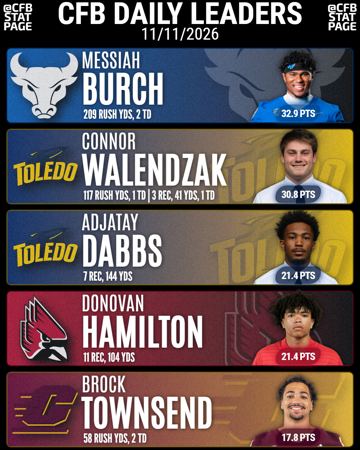 @CFB
STAT
PAGE
CFB DAILY LEADERS
11/11/2026
@CFB
STAT
PAGE
MESSIAH
BURCH
209 RUSH YDS, 2 TD
32.9 PTS
TOLEDO
CONNOR
WALENDZAK
117 RUSH YDS, 1 TD | 3 REC, 41 YDS, 1 TD
TOLEDO
30.8 PTS
TOLEDO
ADJATAY
DABBS
7 REC, 144 YDS
TOLEDO
21.4 PTS
DONOVAN
HAMILTON
11 REC, 104 YDS
21.4 PTS
C
BROCK
TOWNSEND
58 RUSH YDS, 2 TD
17.8 PTS